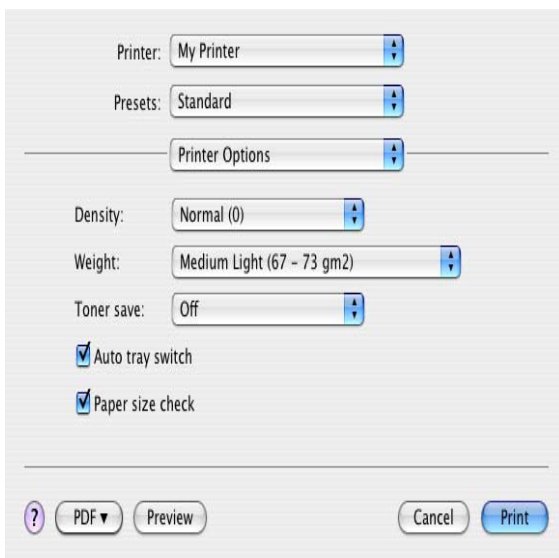 Printer: My Printer
Presets: Standard
Printer Options
Density: Normal (0)
Weight: Medium Light (67 – 73 gm2)
Toner save: Off
Auto tray switch
Paper size check
? PDF ▾ Preview Cancel Print